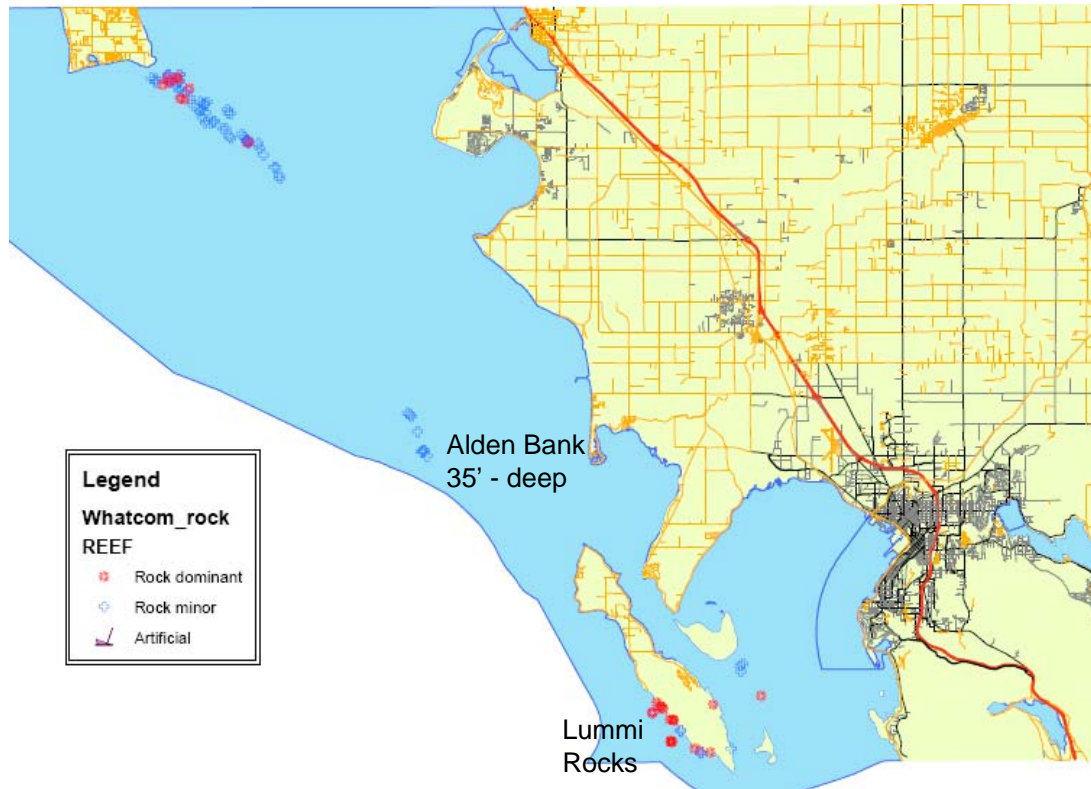 Alden Bank
35’ - deep
Legend
Whatcom_rock
REEF
Rock dominant
Rock minor
Artificial
Lummi
Rocks